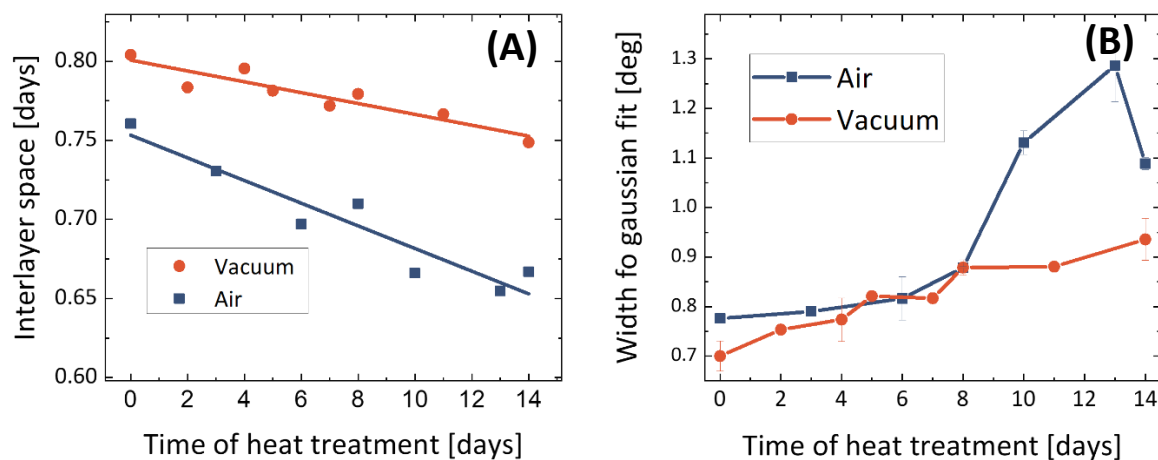 (A)
Interlayer space [days]
0.80
0.75
0.70
0.65
0.60
Vacuum
Air
0 2 4 6 8 10 12 14
Time of heat treatment [days]
(B)
Width fo gaussian fit [deg]
1.3
1.2
1.1
1.0
0.9
0.8
0.7
Air
Vacuum
0 2 4 6 8 10 12 14
Time of heat treatment [days]